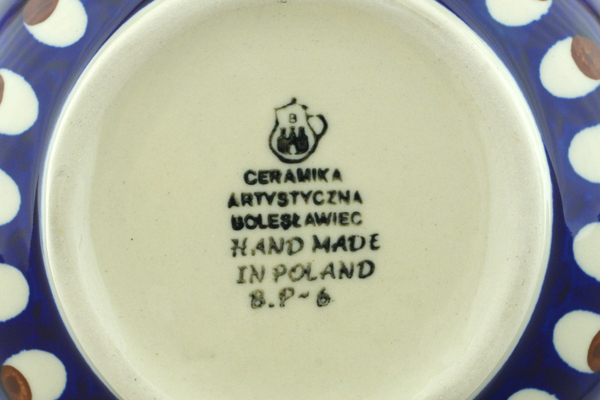 B
CERAMIKA
ARTYSTYCZNA
BOLESŁAWIEC
HAND MADE
IN POLAND
B.P-6